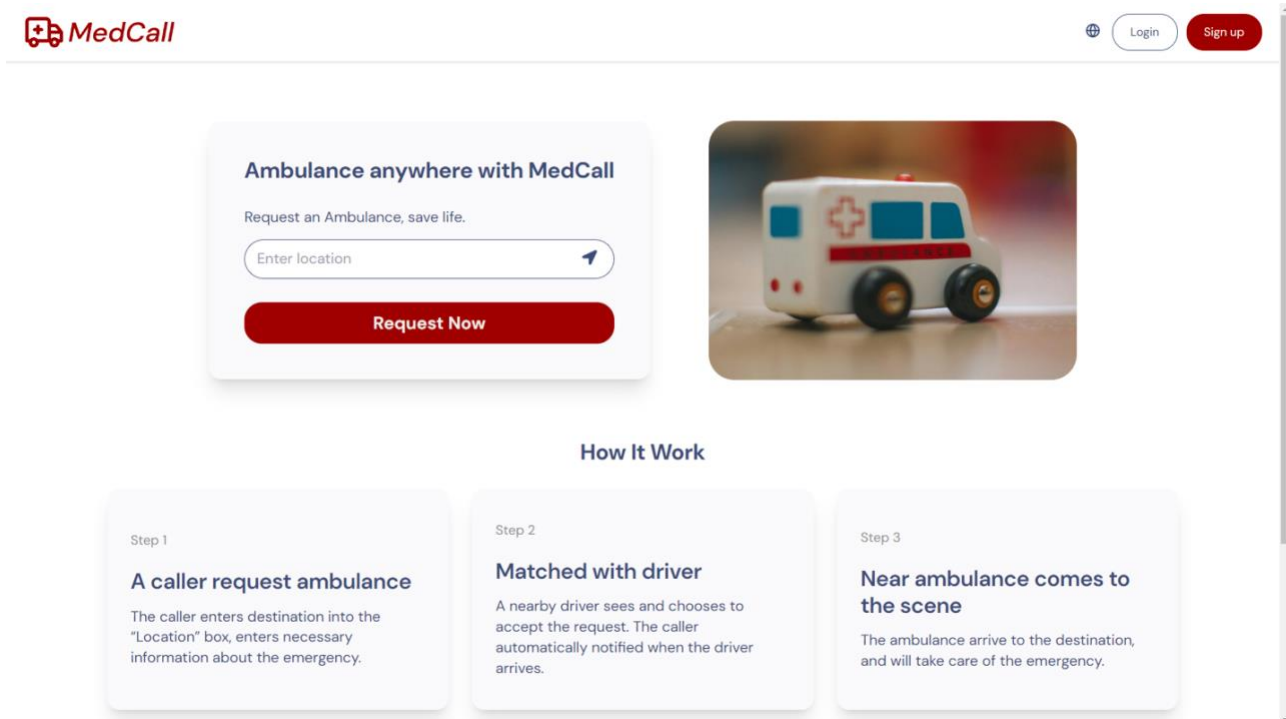 MedCall
Login
Sign up
Ambulance anywhere with MedCall
Request an Ambulance, save life.
Enter location
Request Now
How It Work
Step 1
A caller request ambulance
The caller enters destination into the
“Location” box, enters necessary
information about the emergency.
Step 2
Matched with driver
A nearby driver sees and chooses to
accept the request. The caller
automatically notified when the driver
arrives.
Step 3
Near ambulance comes to
the scene
The ambulance arrive to the destination,
and will take care of the emergency.